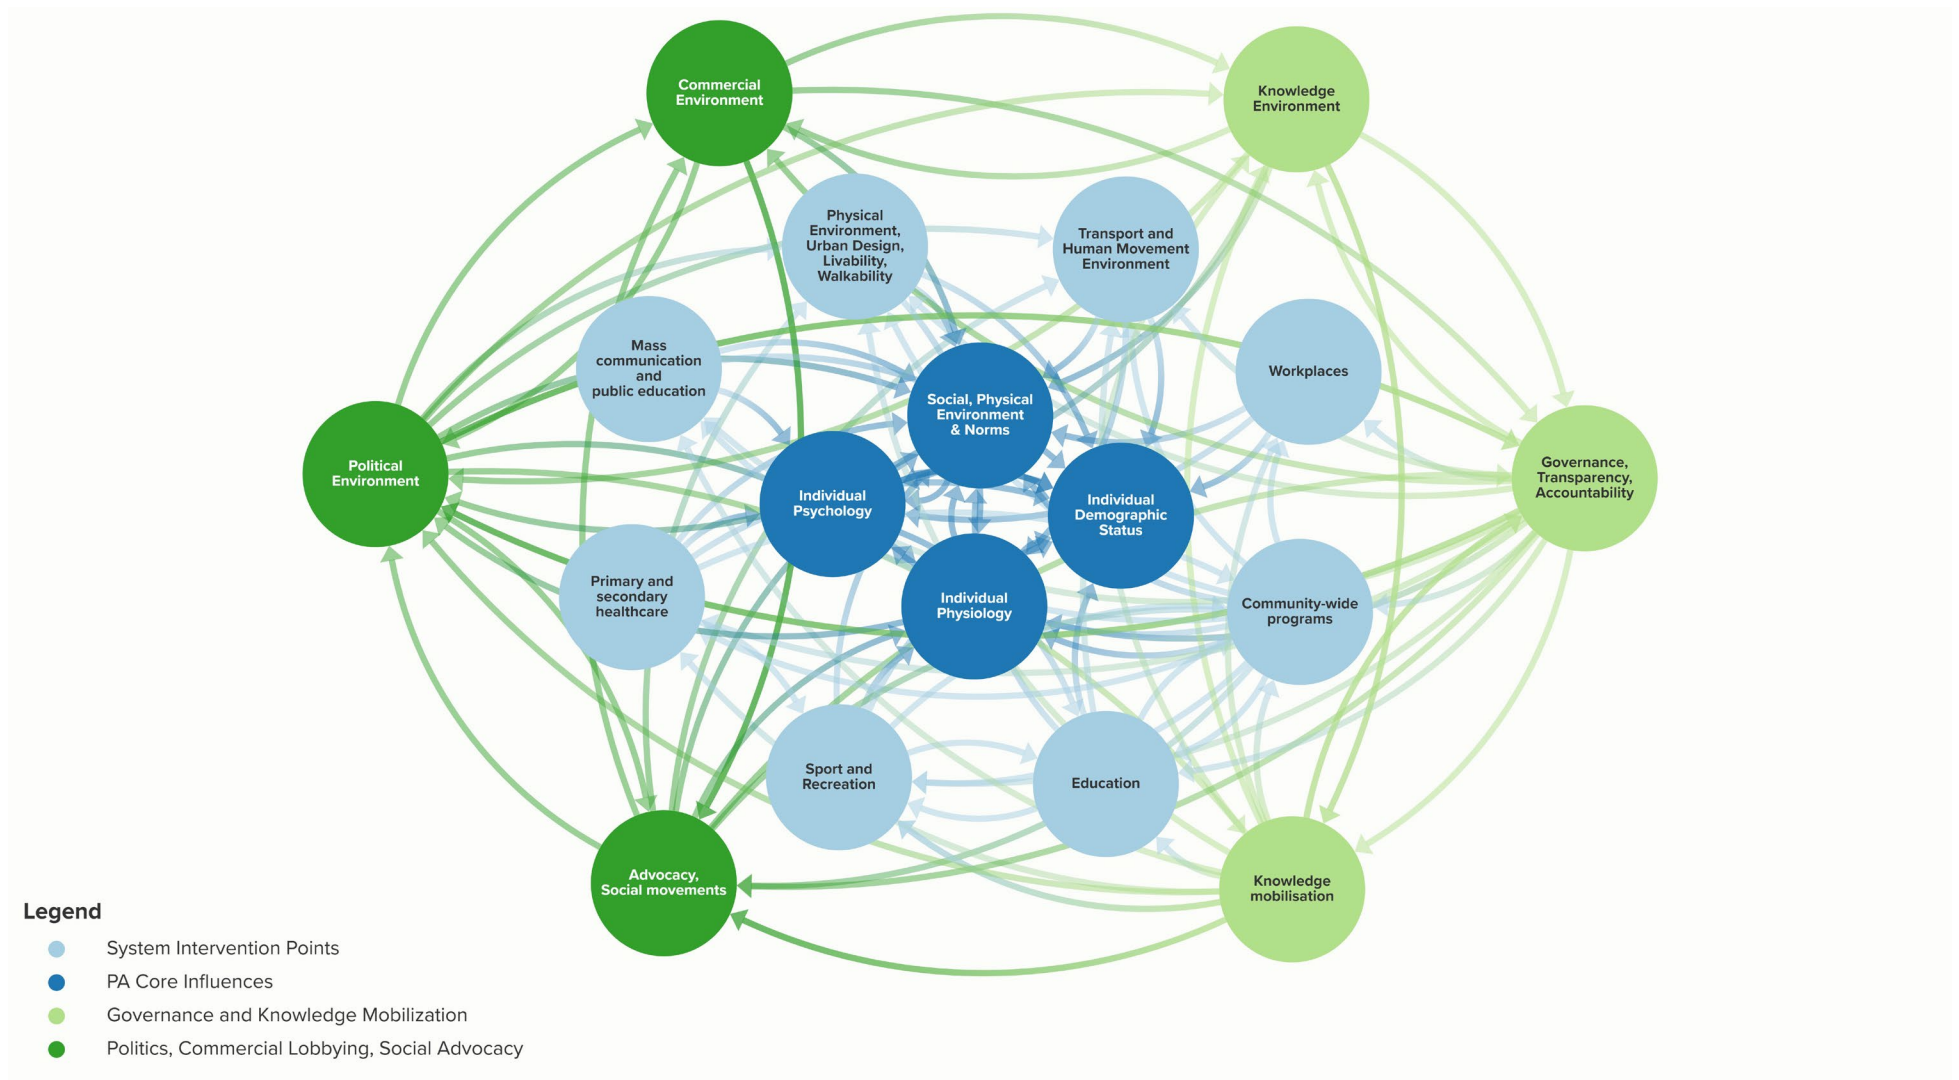 Commercial
Environment
Knowledge
Environment
Physical
Environment,
Urban Design,
Livability,
Walkability
Transport and
Human Movement
Environment
Mass
communication
and
public education
Workplaces
Social, Physical
Environment
& Norms
Political
Environment
Individual
Psychology
Individual
Demographic
Status
Governance,
Transparency,
Accountability
Primary and
secondary
healthcare
Individual
Physiology
Community-wide
programs
Sport and
Recreation
Education
Advocacy,
Social movements
Knowledge
mobilisation
Legend
System Intervention Points
PA Core Influences
Governance and Knowledge Mobilization
Politics, Commercial Lobbying, Social Advocacy